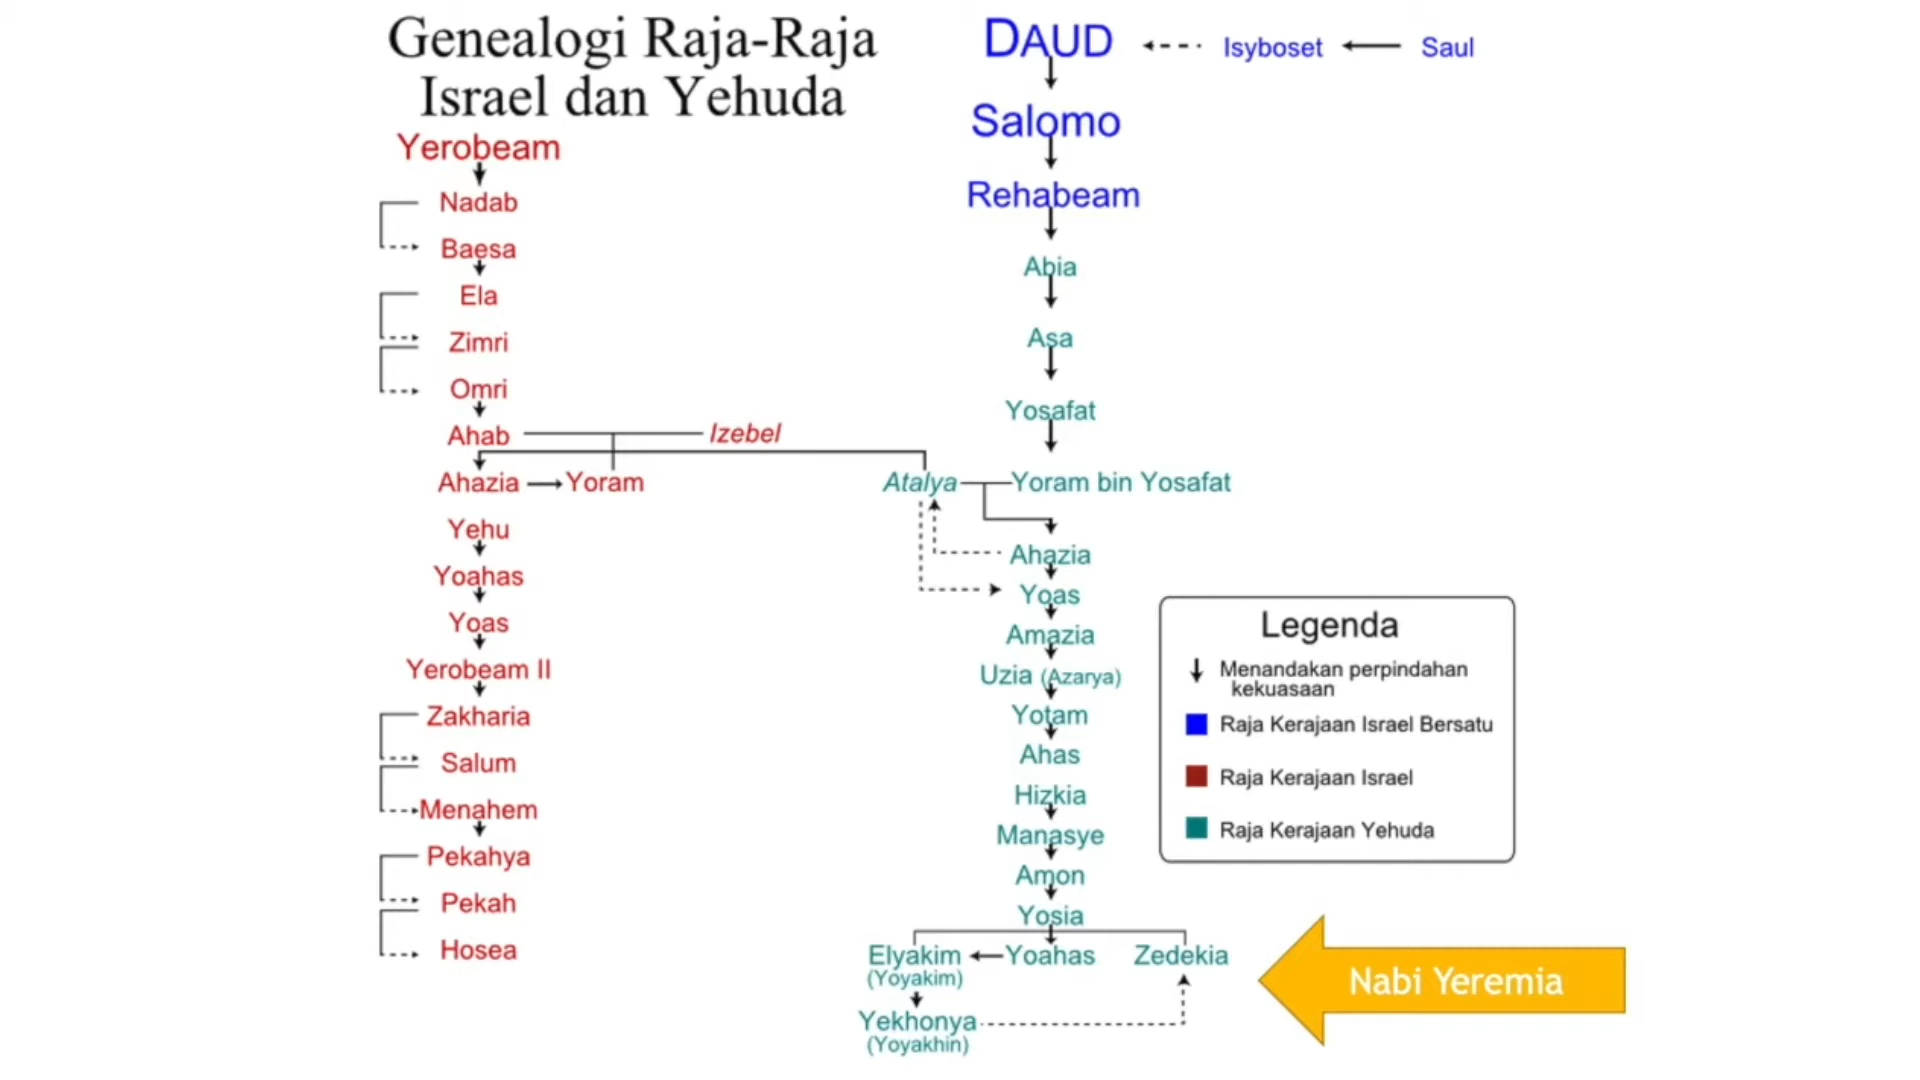 Genealogi Raja-Raja
Israel dan Yehuda
Yerobeam
Nadab
Baesa
Ela
Zimri
Omri
Ahab
Izebel
Ahazia
Yoram
Yehu
Yoahas
Yoas
Yerobeam II
Zakharia
Salum
Menahem
Pekahya
Pekah
Hosea
DAUD
Isyboset
Saul
Salomo
Rehabeam
Abia
Asa
Yosafat
Atalya
Yoram bin Yosafat
Ahazia
Yoas
Amazia
Uzia (Azarya)
Yotam
Ahas
Hizkia
Manasye
Amon
Yosia
Elyakim
(Yoyakim)
Yoahas
Zedekia
Yekhonya
(Yoyakhin)
Legenda
Menandakan perpindahan
kekuasaan
Raja Kerajaan Israel Bersatu
Raja Kerajaan Israel
Raja Kerajaan Yehuda
Nabi Yeremia